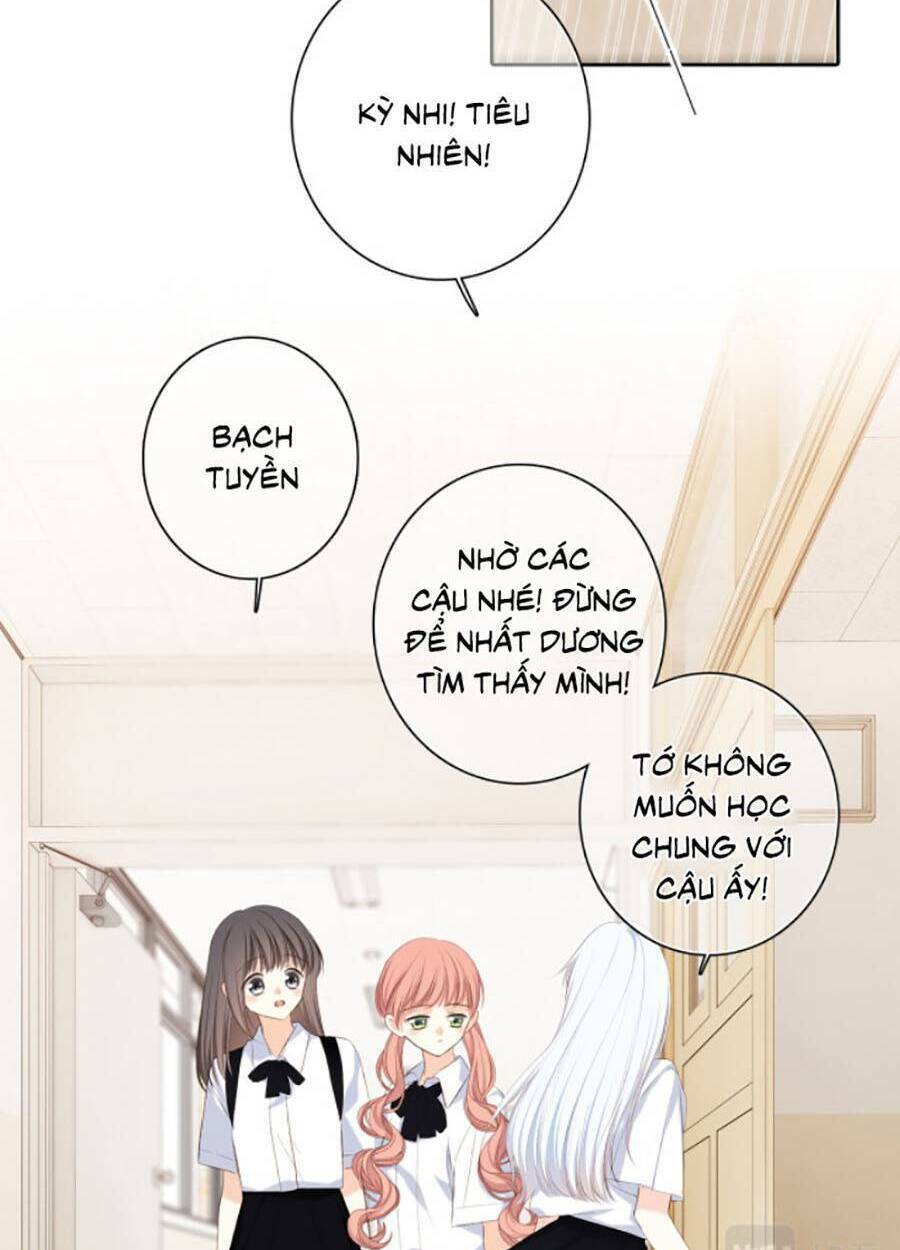 KỲ NHI! TIÊU
NHIÊN!
BẠCH
TUYỀN
NHỜ CÁC
CẬU NHÉ! ĐỪNG
ĐỂ NHẤT DƯƠNG
TÌM THẤY MÌNH!
TỚ KHÔNG
MUỐN HỌC
CHUNG VỚI
CẬU ẤY!